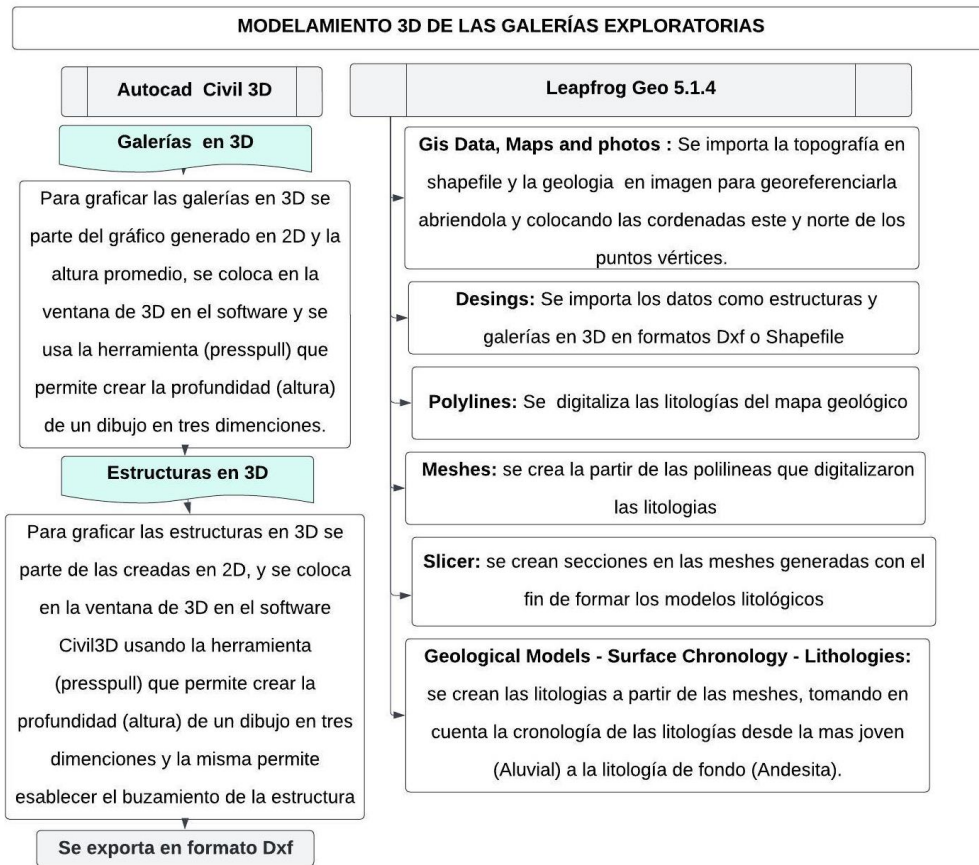 MODELAMIENTO 3D DE LAS GALERÍAS EXPLORATORIAS
Autocad Civil 3D
Galerías en 3D
Para graficar las galerías en 3D se
parte del gráfico generado en 2D y la
altura promedio, se coloca en la
ventana de 3D en el software y se
usa la herramienta (presspull) que
permite crear la profundidad (altura)
de un dibujo en tres dimenciones.
Estructuras en 3D
Para graficar las estructuras en 3D se
parte de las creadas en 2D, y se coloca
en la ventana de 3D en el software
Civil3D usando la herramienta
(presspull) que permite crear la
profundidad (altura) de un dibujo en tres
dimenciones y la misma permite
esablecer el buzamiento de la estructura
Se exporta en formato Dxf
Leapfrog Geo 5.1.4
Gis Data, Maps and photos : Se importa la topografía en
shapefile y la geologia en imagen para georeferenciarla
abriendola y colocando las cordenadas este y norte de los
puntos vértices.
Desings: Se importa los datos como estructuras y
galerías en 3D en formatos Dxf o Shapefile
Polylines: Se digitaliza las litologías del mapa geológico
Meshes: se crea la partir de las polilineas que digitalizaron
las litologias
Slicer: se crean secciones en las meshes generadas con el
fin de formar los modelos litológicos
Geological Models - Surface Chronology - Lithologies:
se crean las litologias a partir de las meshes, tomando en
cuenta la cronología de las litologías desde la mas joven
(Aluvial) a la litología de fondo (Andesita).